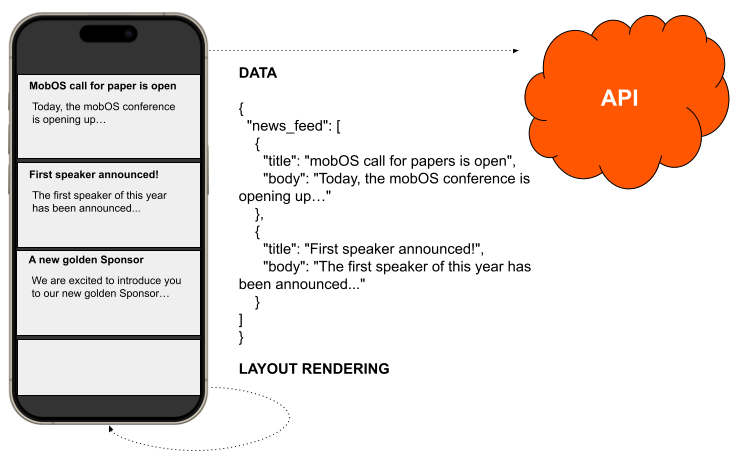 MobOS call for paper is open
Today, the mobOS conference
is opening up…
First speaker announced!
The first speaker of this year
has been announced...
A new golden Sponsor
We are excited to introduce you
to our new golden Sponsor…
DATA
{
"news_feed": [
{
"title": "mobOS call for papers is open",
"body": "Today, the mobOS conference is
opening up…"
},
{
"title": "First speaker announced!",
"body": "The first speaker of this year has
been announced..."
}
]
}
LAYOUT RENDERING
API